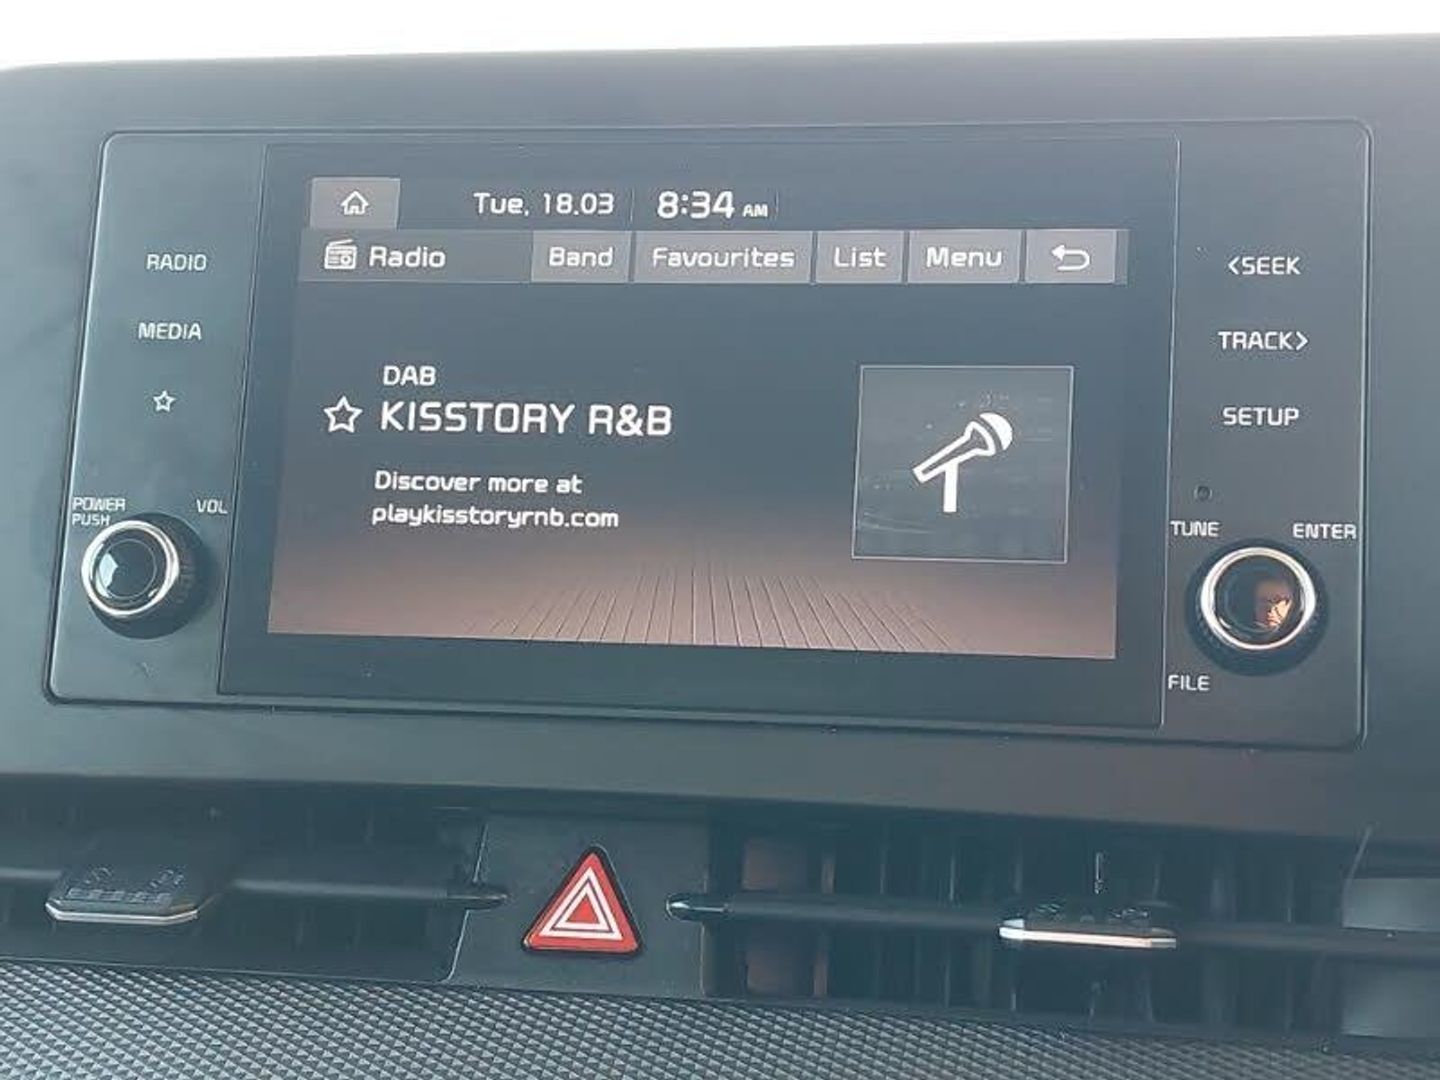 Tue, 18.03 8:34 AM
Radio Band Favourites List Menu
RADIO
MEDIA
POWER PUSH
VOL
DAB
KISSTORY R&B
Discover more at
playkisstoryrnb.com
<SEEK
TRACK>
SETUP
TUNE
ENTER
FILE